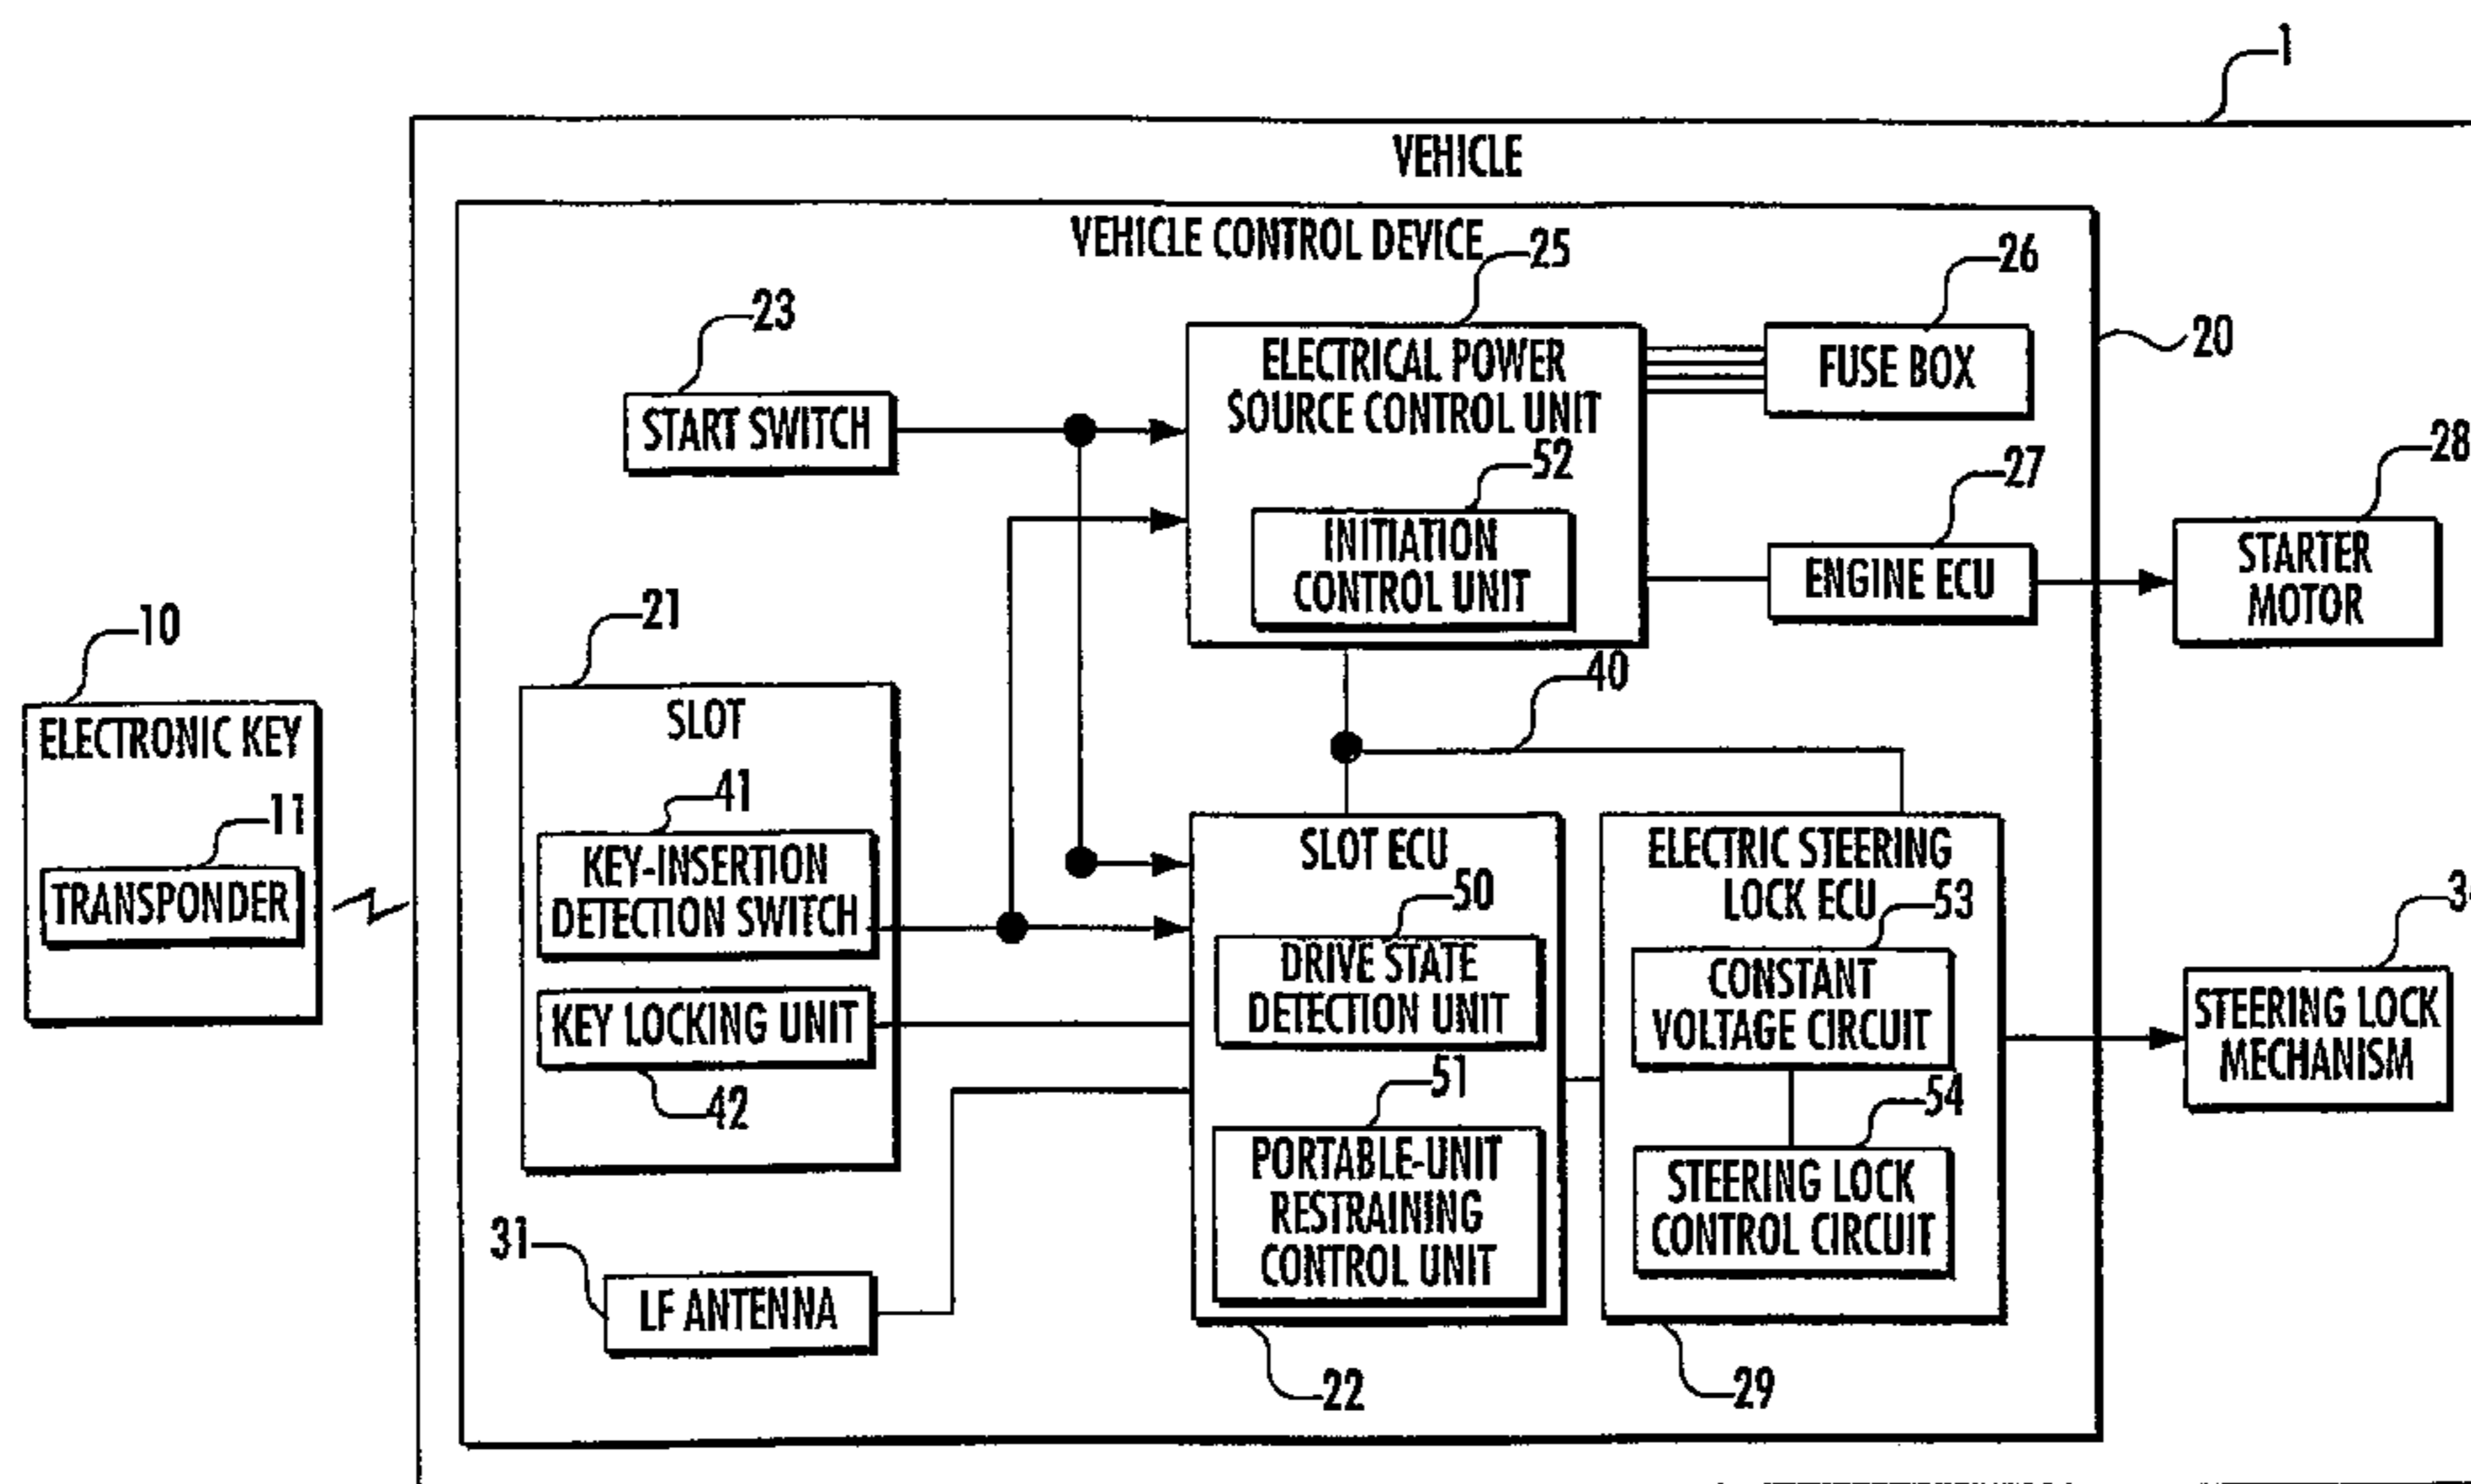 1
VEHICLE
VEHICLE CONTROL DEVICE
25
26
20
23
START SWITCH
ELECTRICAL POWER
SOURCE CONTROL UNIT
FUSE BOX
52
INITIATION
CONTROL UNIT
27
ENGINE ECU
28
STARTER
MOTOR
10
ELECTRONIC KEY
11
TRANSPONDER
21
SLOT
41
KEY-INSERTION
DETECTION SWITCH
KEY LOCKING UNIT
42
31
LF ANTENNA
40
SLOT ECU
50
DRIVE STATE
DETECTION UNIT
51
PORTABLE-UNIT
RESTRAINING
CONTROL UNIT
22
ELECTRIC STEERING
LOCK ECU
53
CONSTANT
VOLTAGE CIRCUIT
54
STEERING LOCK
CONTROL CIRCUIT
29
STEERING LOCK
MECHANISM